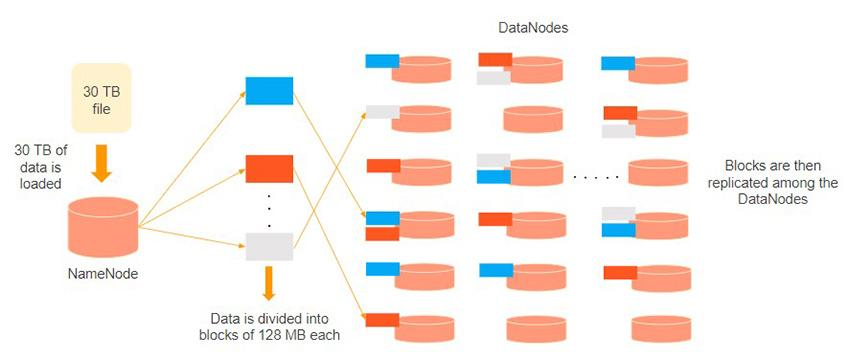 DataNodes
30 TB
file
30 TB of
data is
loaded
NameNode
Data is divided into
blocks of 128 MB each
Blocks are then
replicated among the
DataNodes